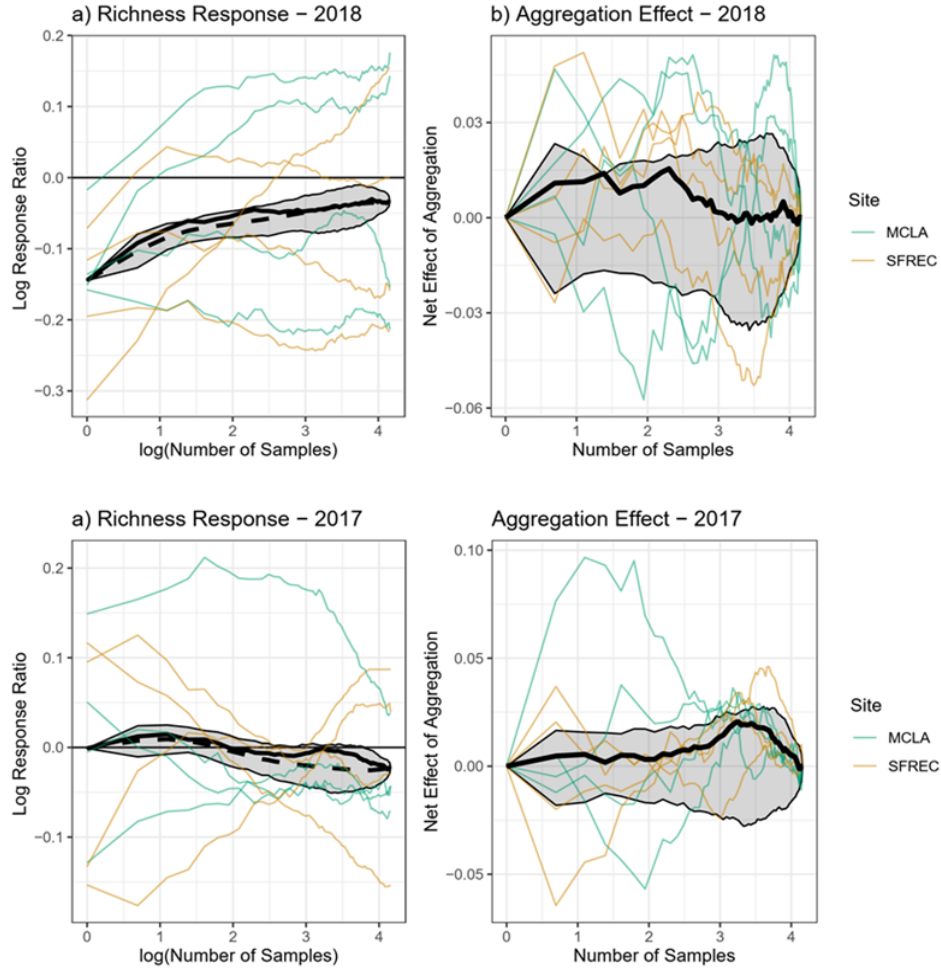 a) Richness Response − 2018
b) Aggregation Effect − 2018
0.2
0.1
0.0
−0.1
−0.2
−0.3
Log Response Ratio
0 1 2 3 4
log(Number of Samples)
0.03
0.00
−0.03
−0.06
Net Effect of Aggregation
0 1 2 3 4
Number of Samples
Site
MCLA
SFREC
a) Richness Response − 2017
Aggregation Effect − 2017
0.2
0.1
0.0
−0.1
Log Response Ratio
0 1 2 3 4
log(Number of Samples)
0.10
0.05
0.00
−0.05
Net Effect of Aggregation
0 1 2 3 4
Number of Samples
Site
MCLA
SFREC